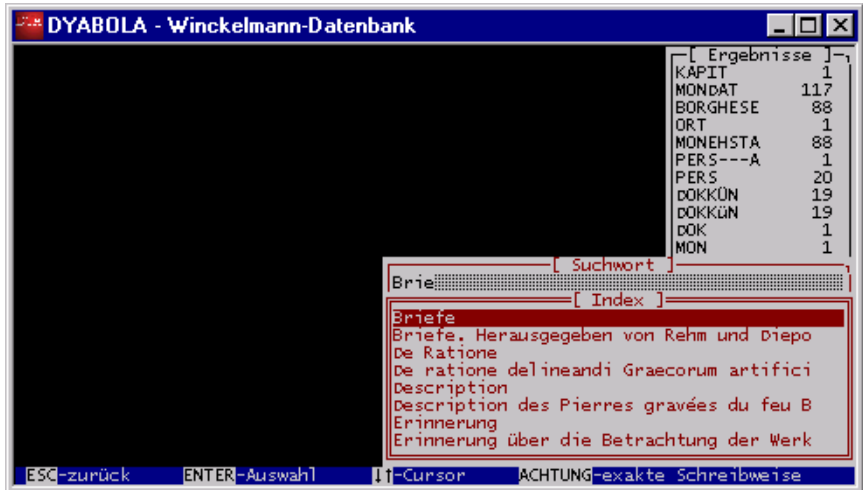 DYABOLA - Winckelmann-Datenbank
[ Ergebnisse ]
KAPIT 1
MONDAT 117
BORGHESE 88
ORT 1
MONEHSTA 88
PERS---A 1
PERS 20
DOKKÜN 19
DOKKüN 19
DOK 1
MON 1
[ Suchwort ]
Brie
[ Index ]
Briefe
Briefe. Herausgegeben von Rehm und Diepo
De Ratione
De ratione delineandi Graecorum artifici
Description
Description des Pierres gravées du feu B
Erinnerung
Erinnerung über die Betrachtung der Werk
ESC-zurück ENTER-Auswahl ↓↑-Cursor ACHTUNG-exakte Schreibweise